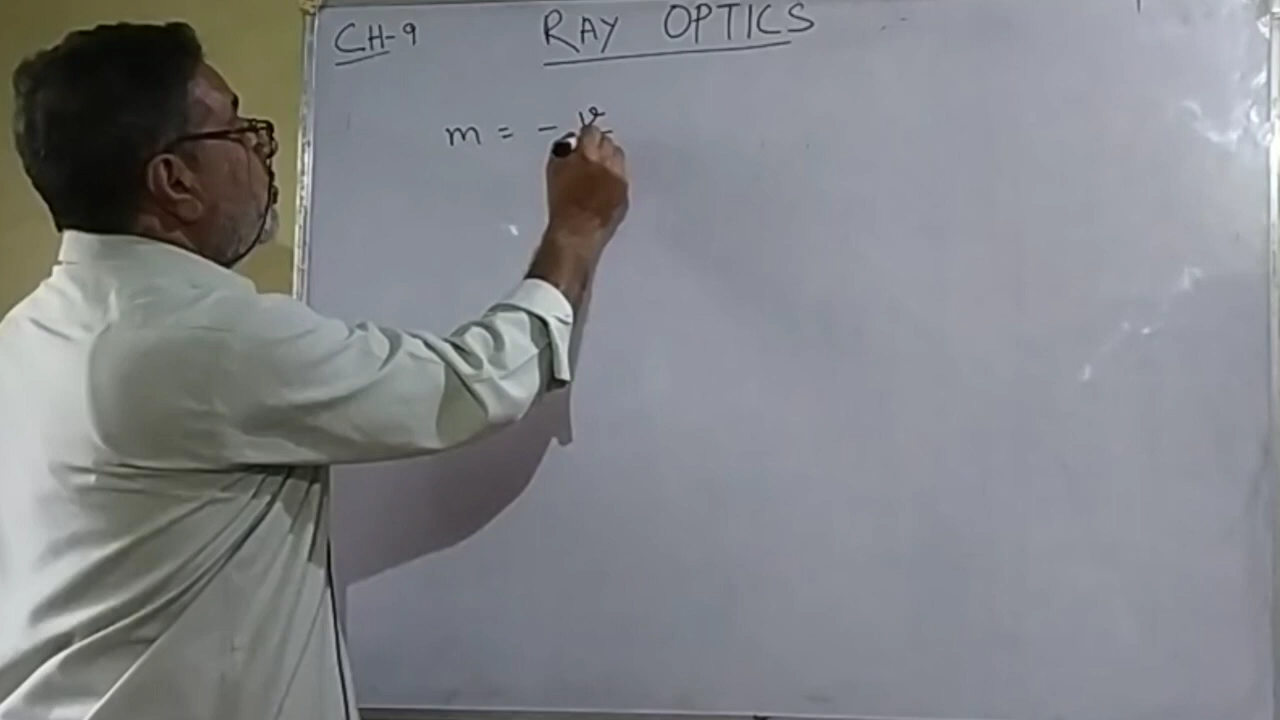 CH-9 RAY OPTICS
m = - v